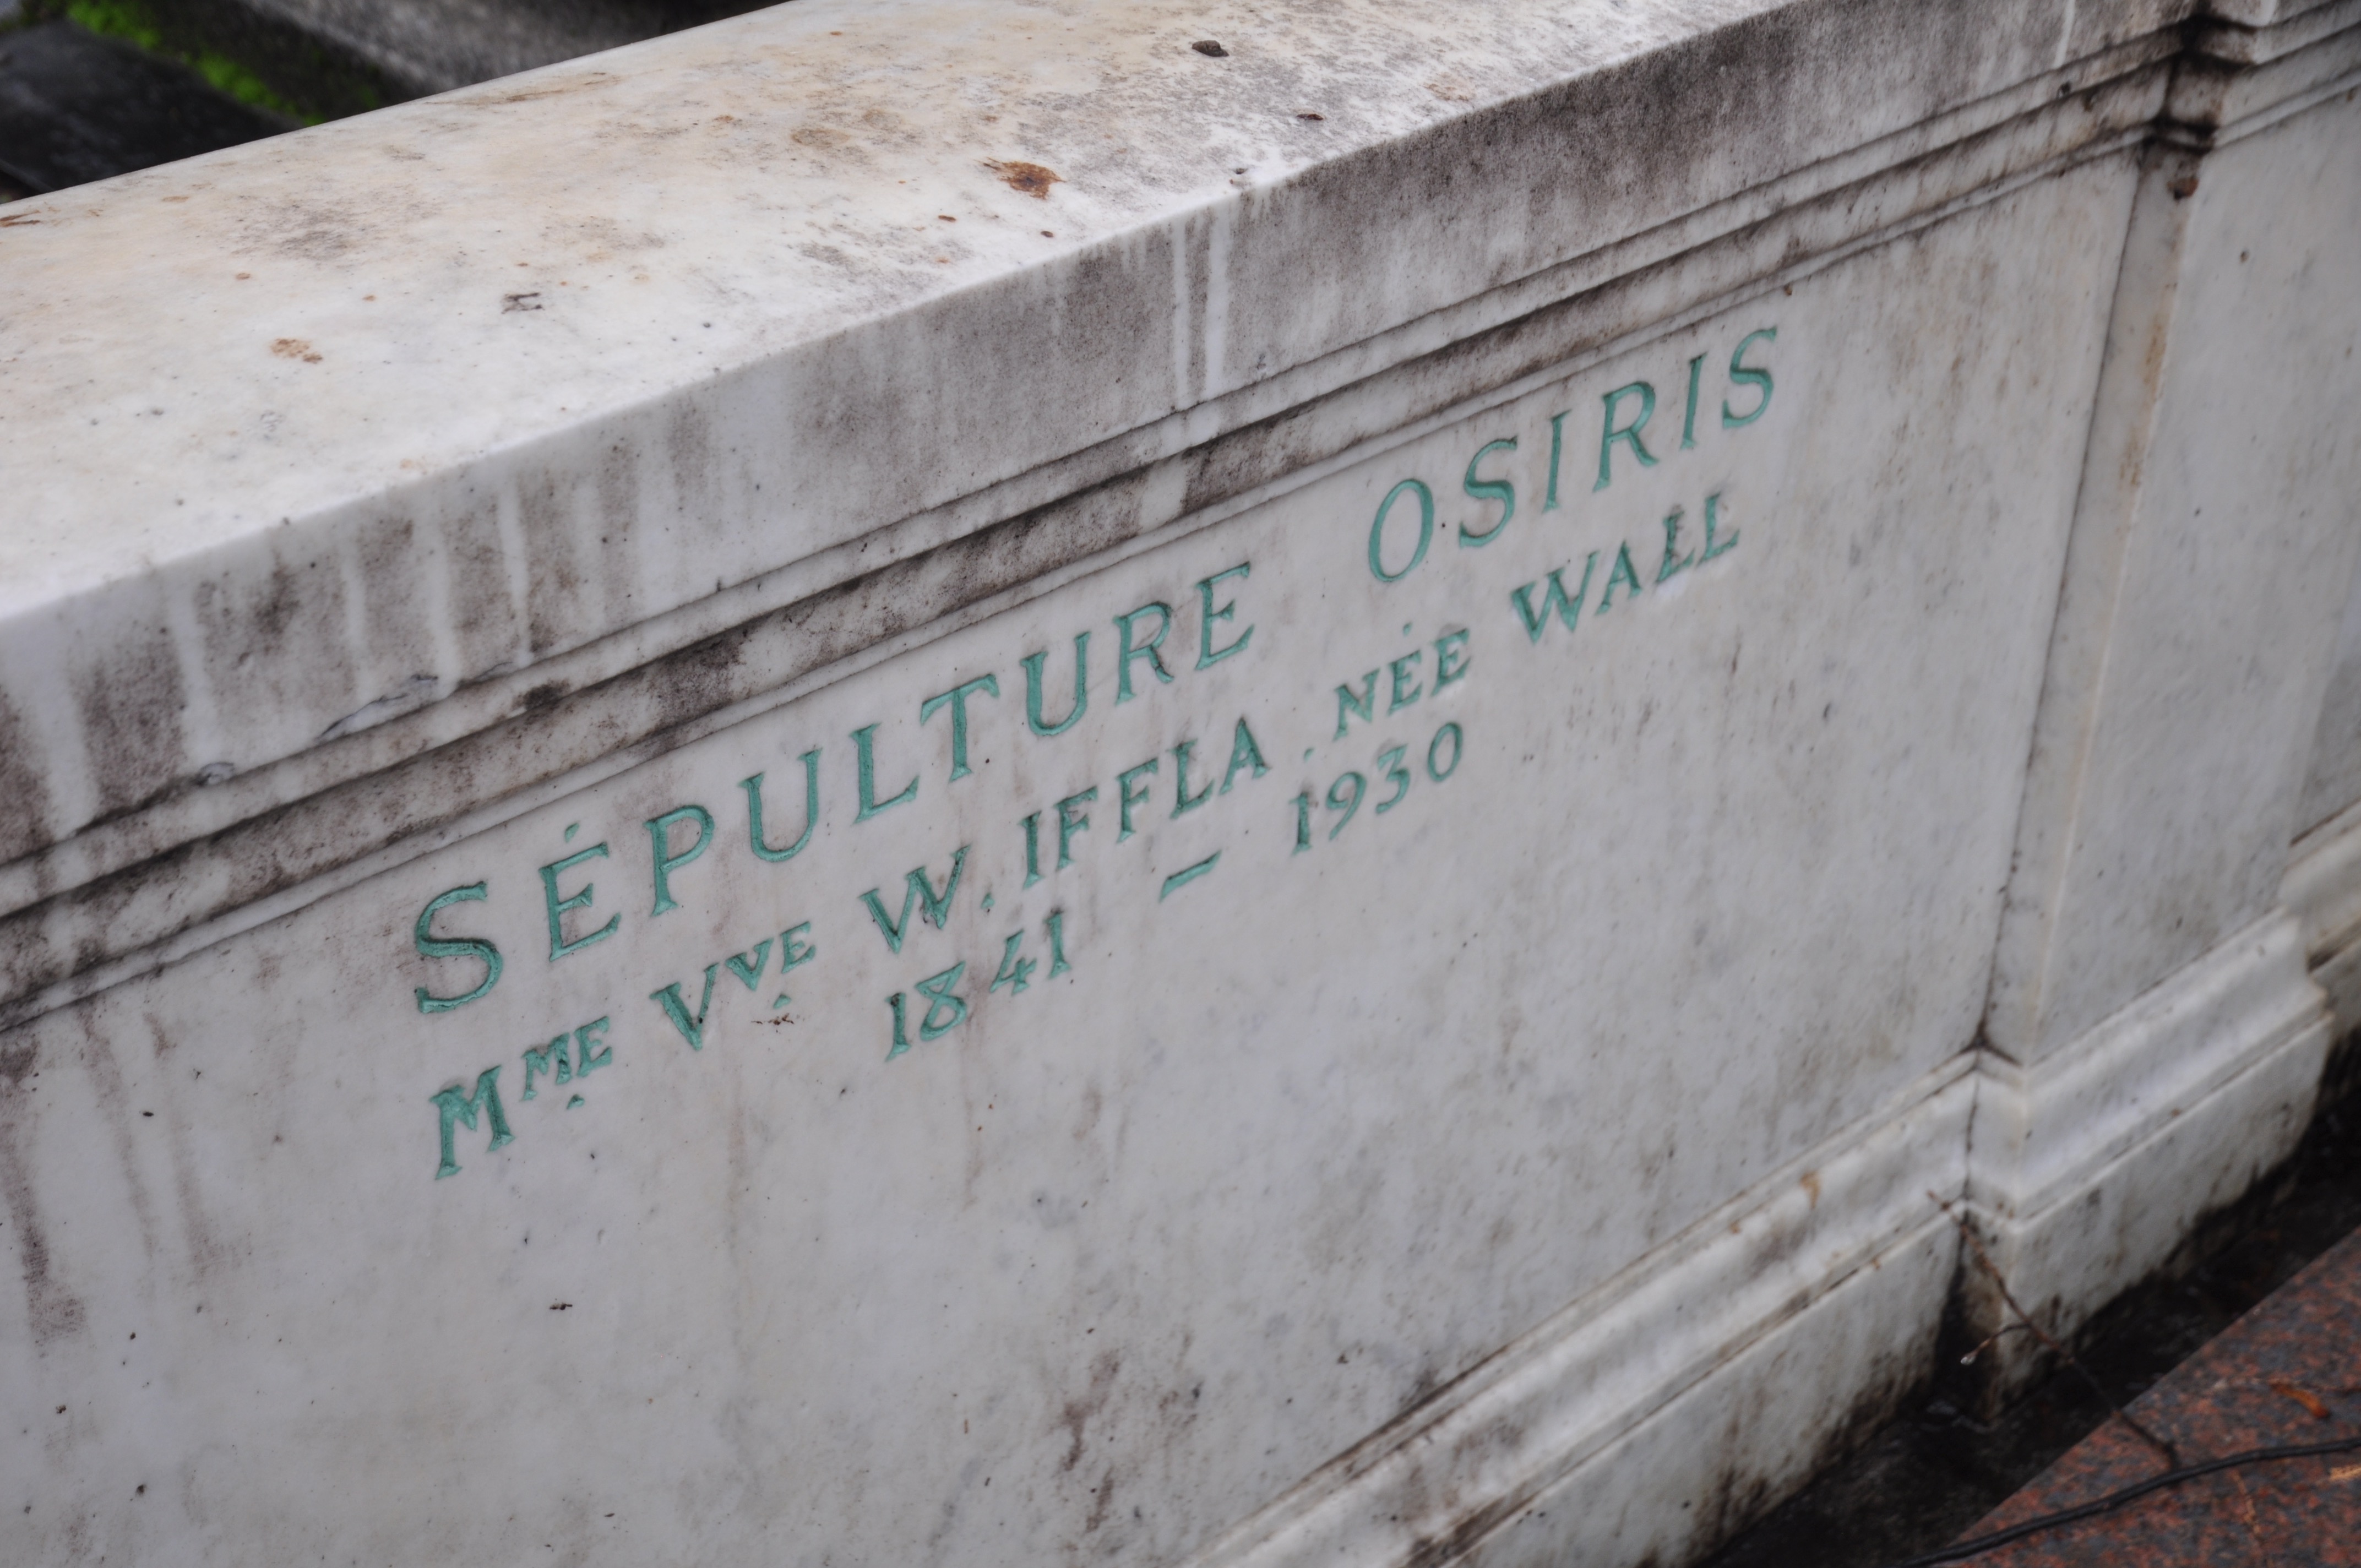 SÉPULTURE OSIRIS
MME VVE W. IFFLA. NÉE WALL
1841 – 1930